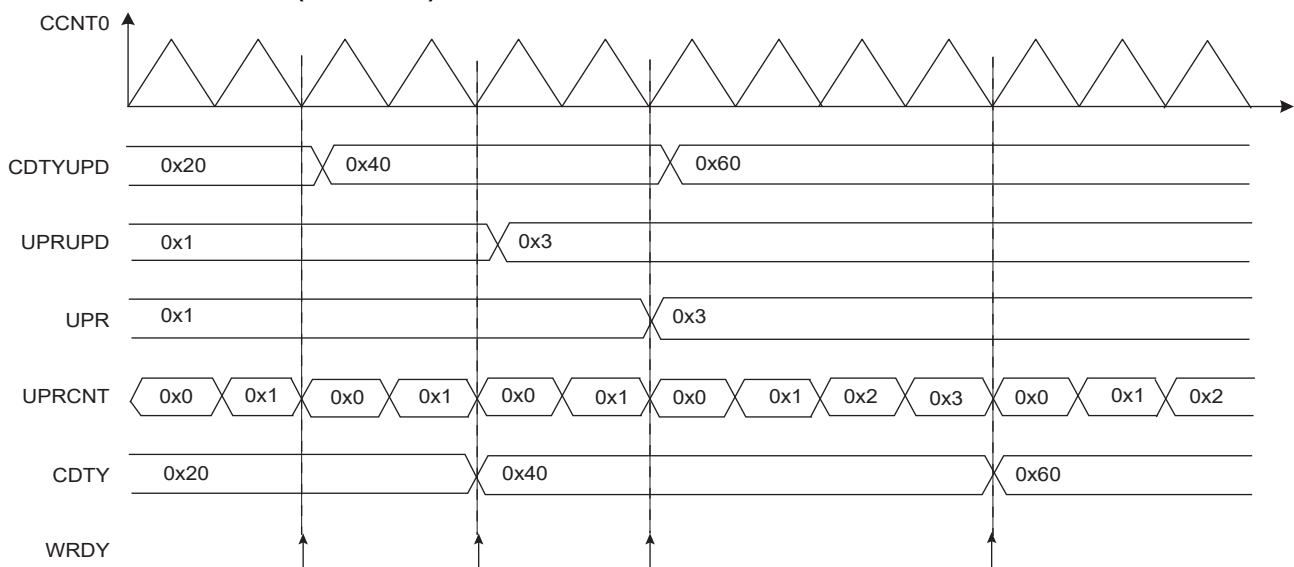 CCNT0
CDTYUPD 0x20 0x40 0x60
UPRUPD 0x1 0x3
UPR 0x1 0x3
UPRCNT 0x0 0x1 0x0 0x1 0x0 0x1 0x0 0x1 0x2 0x3 0x0 0x1 0x2
CDTY 0x20 0x40 0x60
WRDY